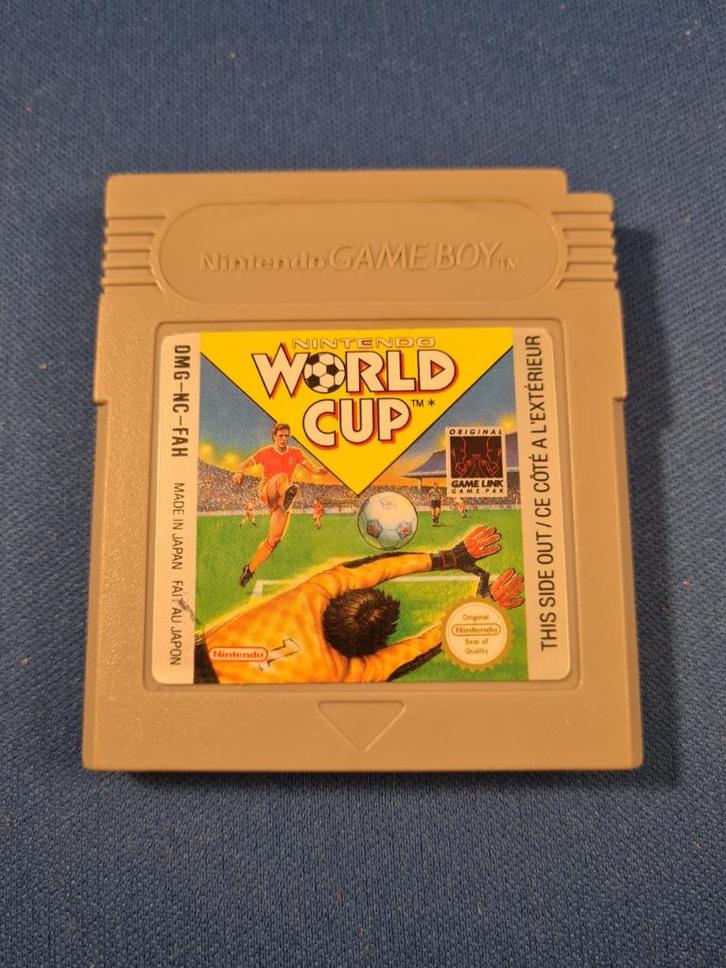 Nintendo GAME BOY TM
NINTENDO
WORLD
CUP TM *
DMG-NC-FAH
MADE IN JAPAN FAIT AU JAPON
ORIGINAL
GAME LINK
GAME PAK
THIS SIDE OUT / CE CÔTÉ A L'EXTÉRIEUR
1
Nintendo
Original
Nintendo
Seal of
Quality